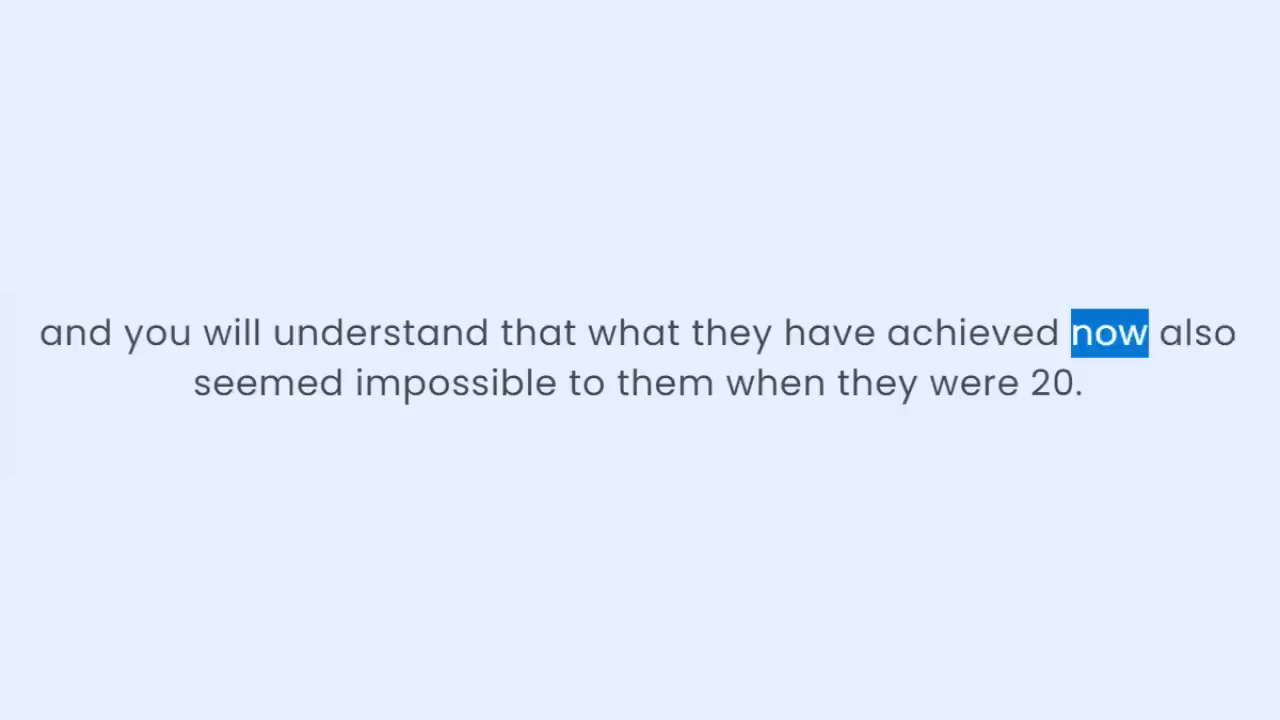 and you will understand that what they have achieved now also
seemed impossible to them when they were 20.